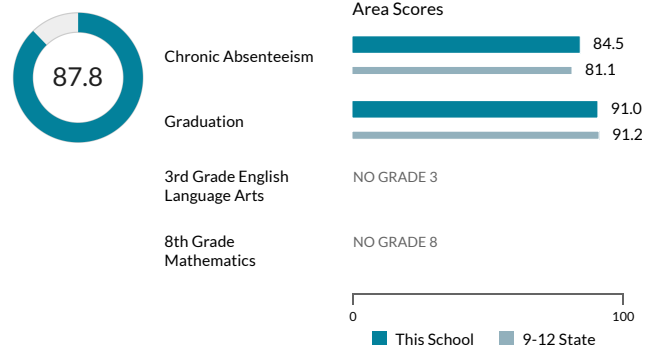 Area Scores
87.8
Chronic Absenteeism
84.5
81.1
Graduation
91.0
91.2
3rd Grade English
Language Arts
NO GRADE 3
8th Grade
Mathematics
NO GRADE 8
0
100
This School
9-12 State